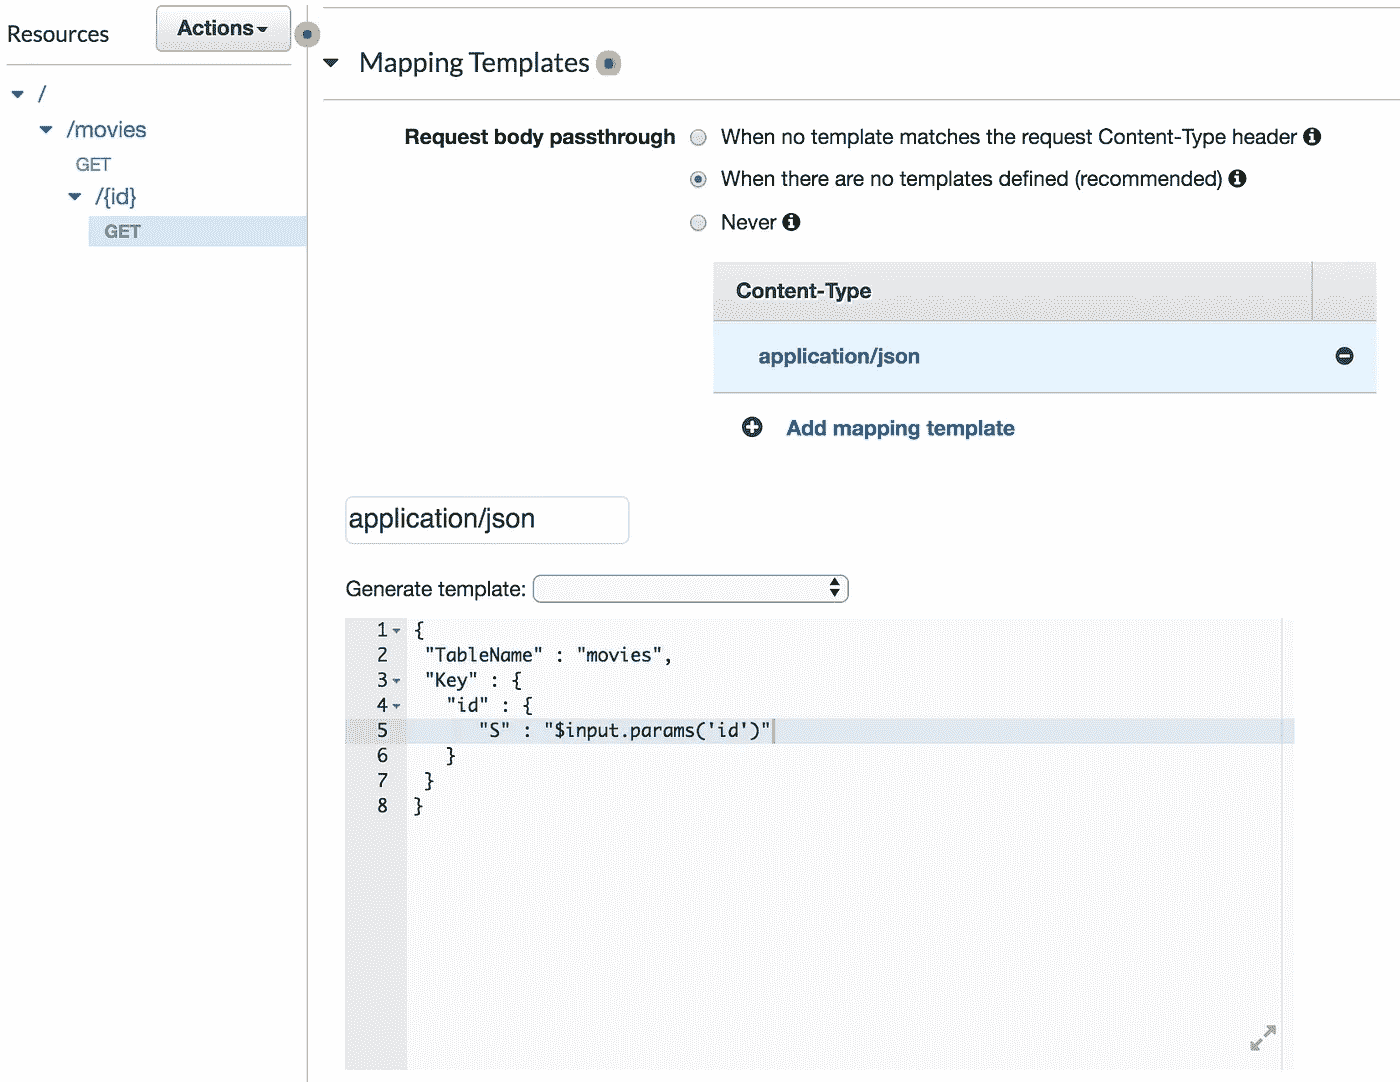 Resources
Actions
/
/movies
GET
/{id}
GET
Mapping Templates
Request body passthrough
When no template matches the request Content-Type header
When there are no templates defined (recommended)
Never
Content-Type
application/json
Add mapping template
application/json
Generate template:
1 {
2 "TableName" : "movies",
3 "Key" : {
4 "id" : {
5 "S" : "$input.params('id')"
6 }
7 }
8 }